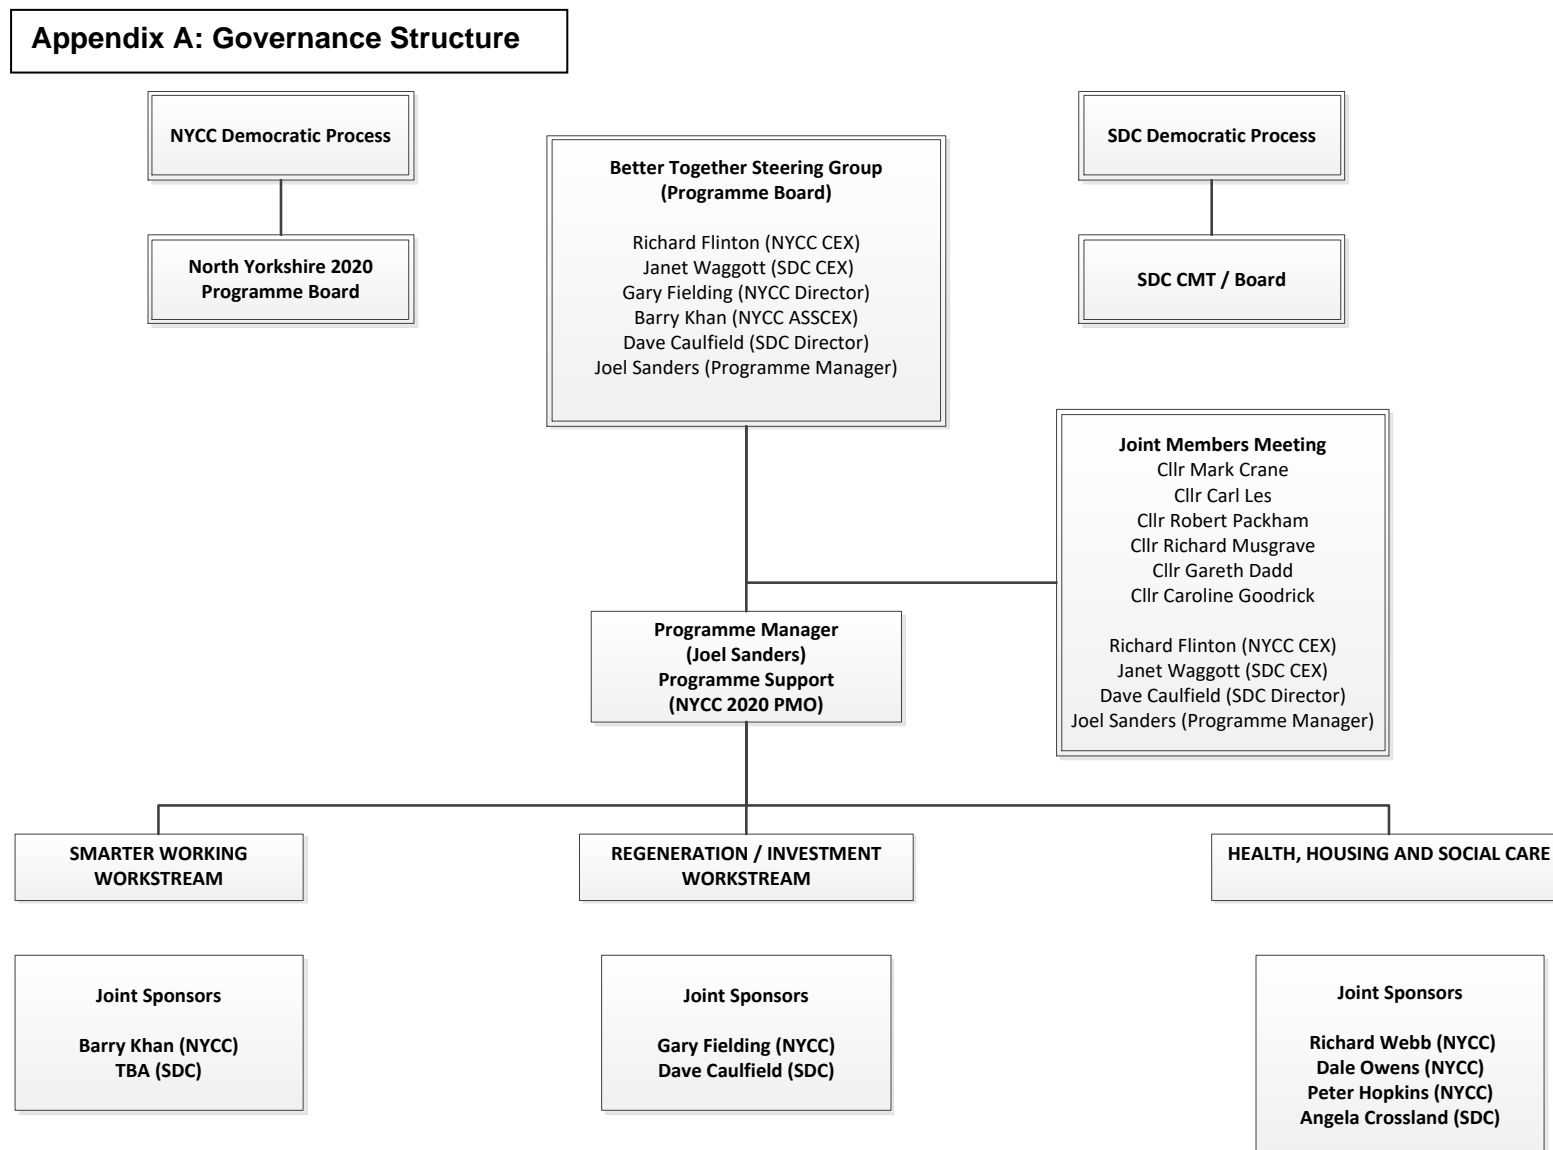 Appendix A: Governance Structure
NYCC Democratic Process
North Yorkshire 2020
Programme Board
Better Together Steering Group
(Programme Board)
Richard Flinton (NYCC CEX)
Janet Waggott (SDC CEX)
Gary Fielding (NYCC Director)
Barry Khan (NYCC ASSCEX)
Dave Caulfield (SDC Director)
Joel Sanders (Programme Manager)
SDC Democratic Process
SDC CMT / Board
Joint Members Meeting
Cllr Mark Crane
Cllr Carl Les
Cllr Robert Packham
Cllr Richard Musgrave
Cllr Gareth Dadd
Cllr Caroline Goodrick
Richard Flinton (NYCC CEX)
Janet Waggott (SDC CEX)
Dave Caulfield (SDC Director)
Joel Sanders (Programme Manager)
Programme Manager
(Joel Sanders)
Programme Support
(NYCC 2020 PMO)
SMARTER WORKING
WORKSTREAM
REGENERATION / INVESTMENT
WORKSTREAM
HEALTH, HOUSING AND SOCIAL CARE
Joint Sponsors
Barry Khan (NYCC)
TBA (SDC)
Joint Sponsors
Gary Fielding (NYCC)
Dave Caulfield (SDC)
Joint Sponsors
Richard Webb (NYCC)
Dale Owens (NYCC)
Peter Hopkins (NYCC)
Angela Crossland (SDC)